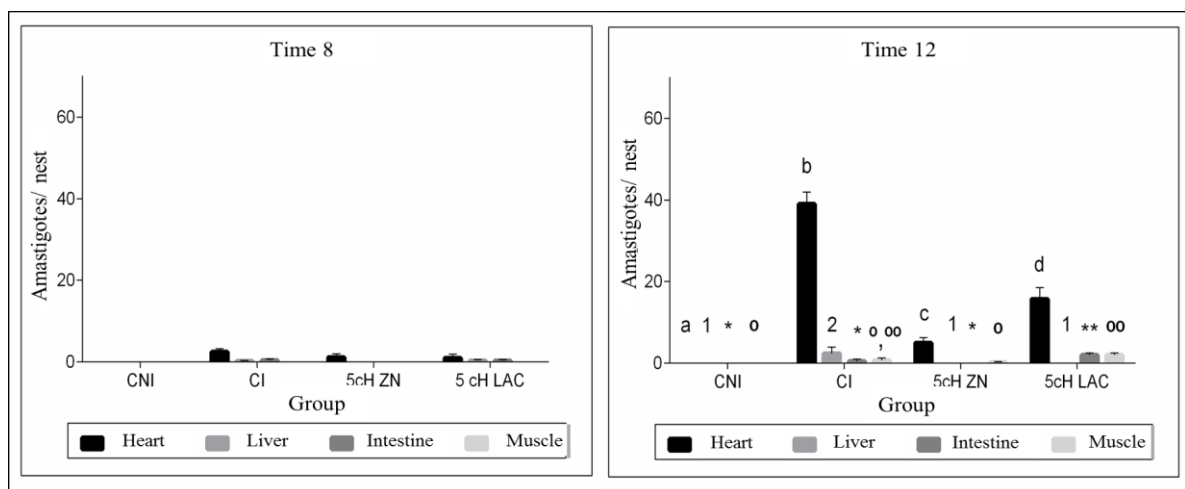 Time 8
Amastigotes/ nest
60
40
20
0
CNI CI 5cH ZN 5 cH LAC
Group
Heart Liver Intestine Muscle
Time 12
Amastigotes/ nest
60
40
20
0
b
d
a 1 * o 2 * o , oo c 1 * o 1 ** oo
CNI CI 5cH ZN 5cH LAC
Group
Heart Liver Intestine Muscle